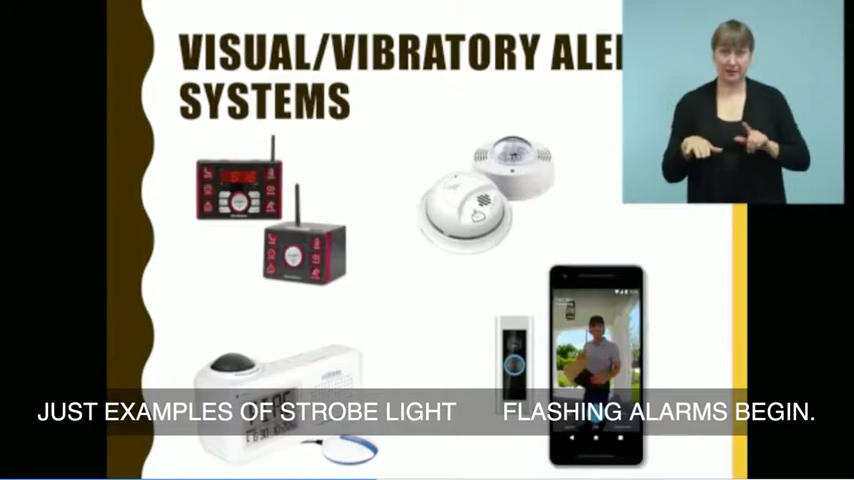 VISUAL/VIBRATORY ALE
SYSTEMS
JUST EXAMPLES OF STROBE LIGHT FLASHING ALARMS BEGIN.